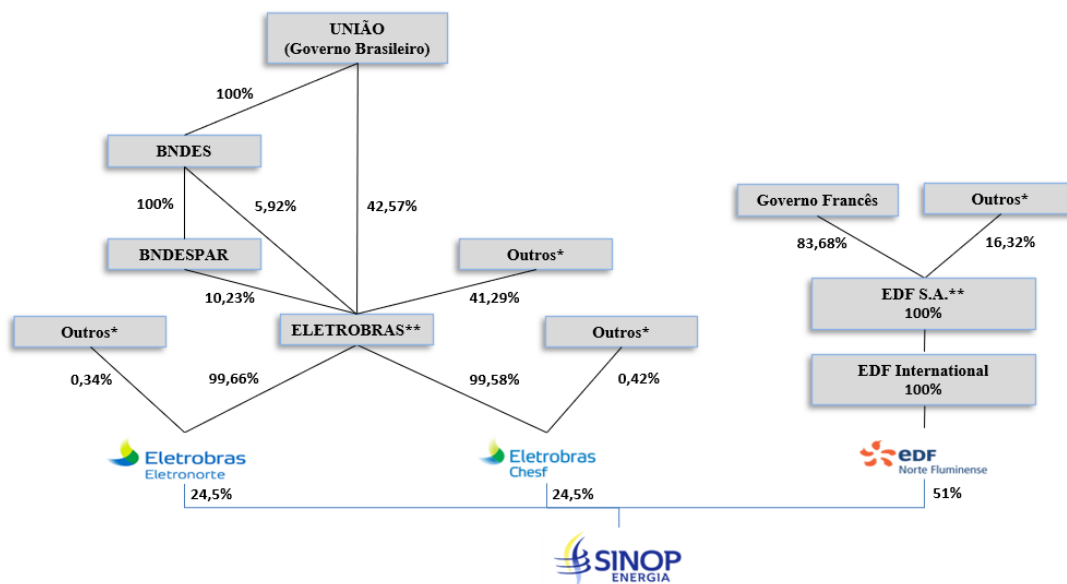 UNIÃO
(Governo Brasileiro)
100%
BNDES
100%
5,92%
42,57%
Governo Francês
Outros*
83,68%
16,32%
BNDESPAR
Outros*
10,23%
41,29%
EDF S.A.**
100%
Outros*
ELETROBRAS**
Outros*
0,34%
99,66%
99,58%
0,42%
EDF International
100%
Eletrobras
Eletronorte
Eletrobras
Chesf
eDF
Norte Fluminense
24,5%
24,5%
51%
SINOP
ENERGIA